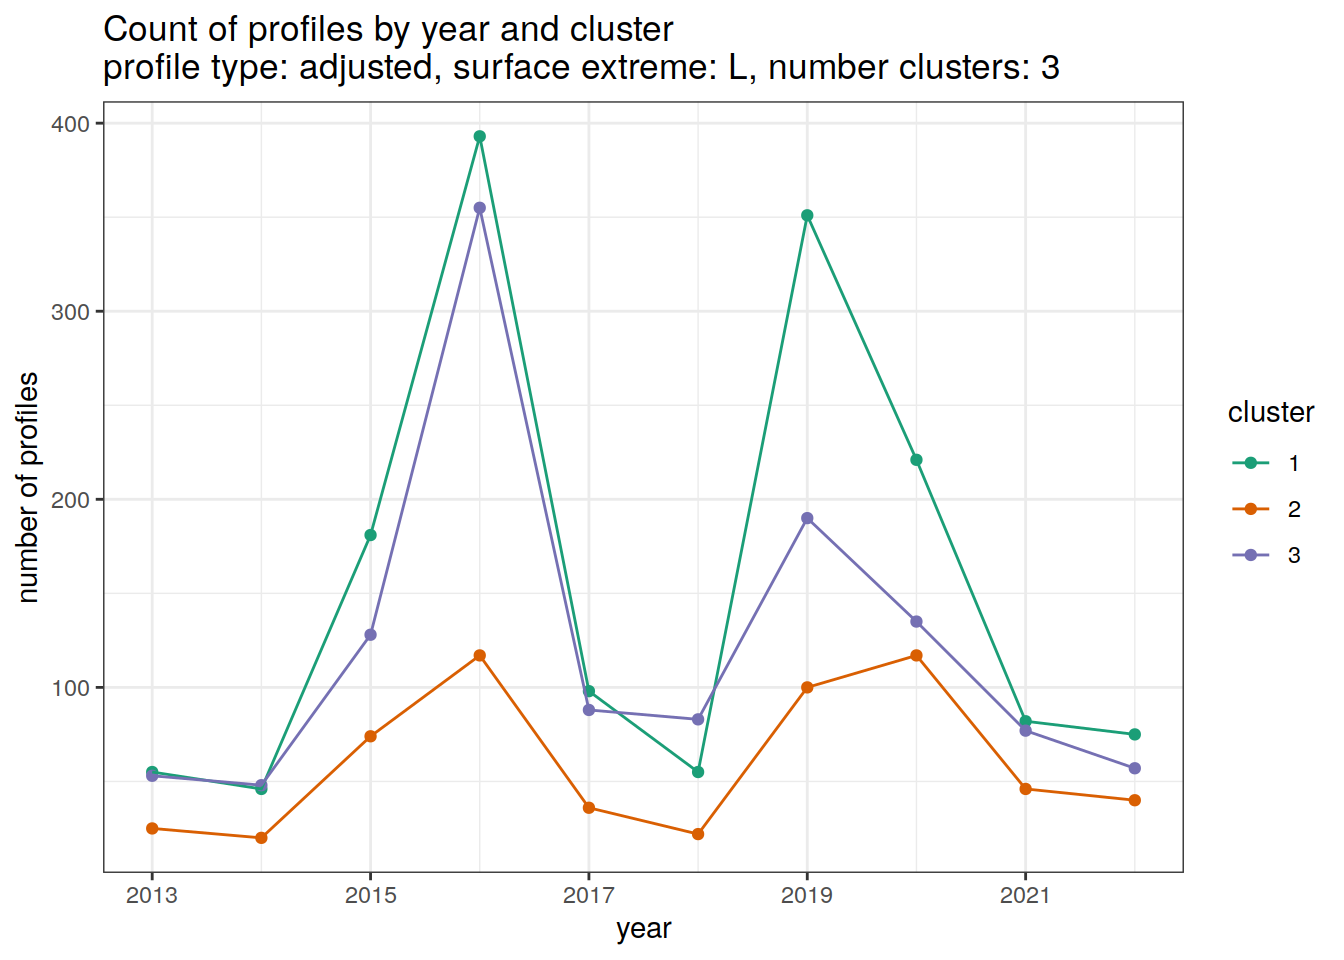 Count of profiles by year and cluster
profile type: adjusted, surface extreme: L, number clusters: 3
400
300
200
100
number of profiles
2013
2015
2017
2019
2021
year
cluster
1
2
3